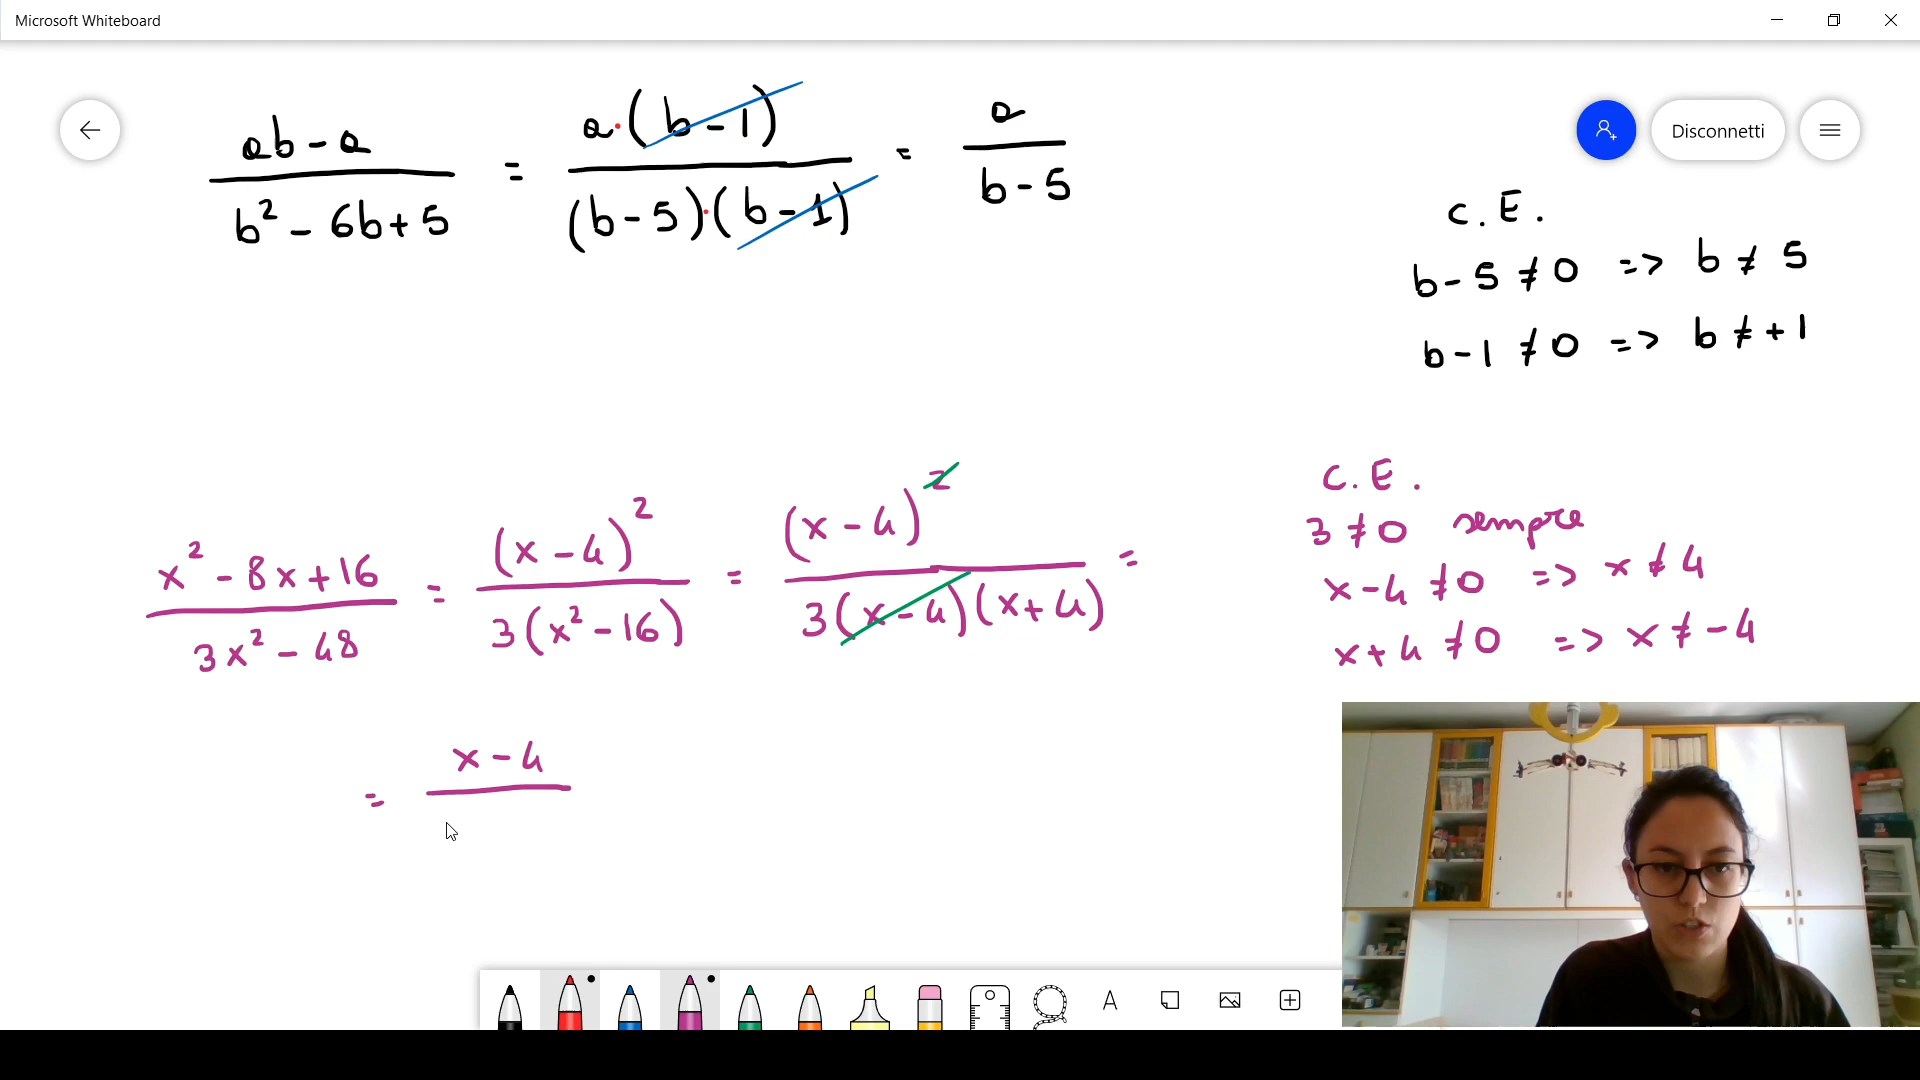 Microsoft Whiteboard
Disconnetti
ab - a / b² - 6b + 5 = a · (b - 1) / (b - 5) · (b - 1) = a / b - 5
C.E.
b - 5 ≠ 0 => b ≠ 5
b - 1 ≠ 0 => b ≠ +1
x² - 8x + 16 / 3x² - 48 = (x - 4)² / 3(x² - 16) = (x - 4)² / 3(x - 4)(x + 4) =
= x - 4
C.E.
3 ≠ 0 sempre
x - 4 ≠ 0 => x ≠ 4
x + 4 ≠ 0 => x ≠ -4